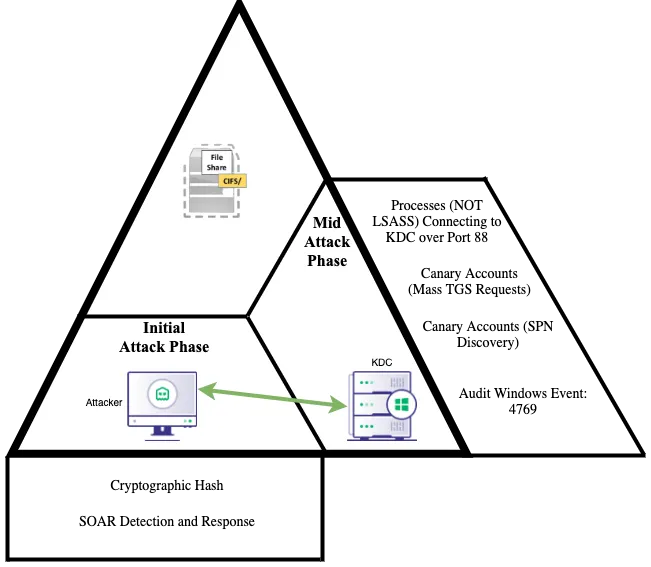 File
Share
CIFS/
Mid
Attack
Phase
Processes (NOT
LSASS) Connecting to
KDC over Port 88
Canary Accounts
(Mass TGS Requests)
Canary Accounts (SPN
Discovery)
Audit Windows Event:
4769
Initial
Attack Phase
Attacker
KDC
Cryptographic Hash
SOAR Detection and Response